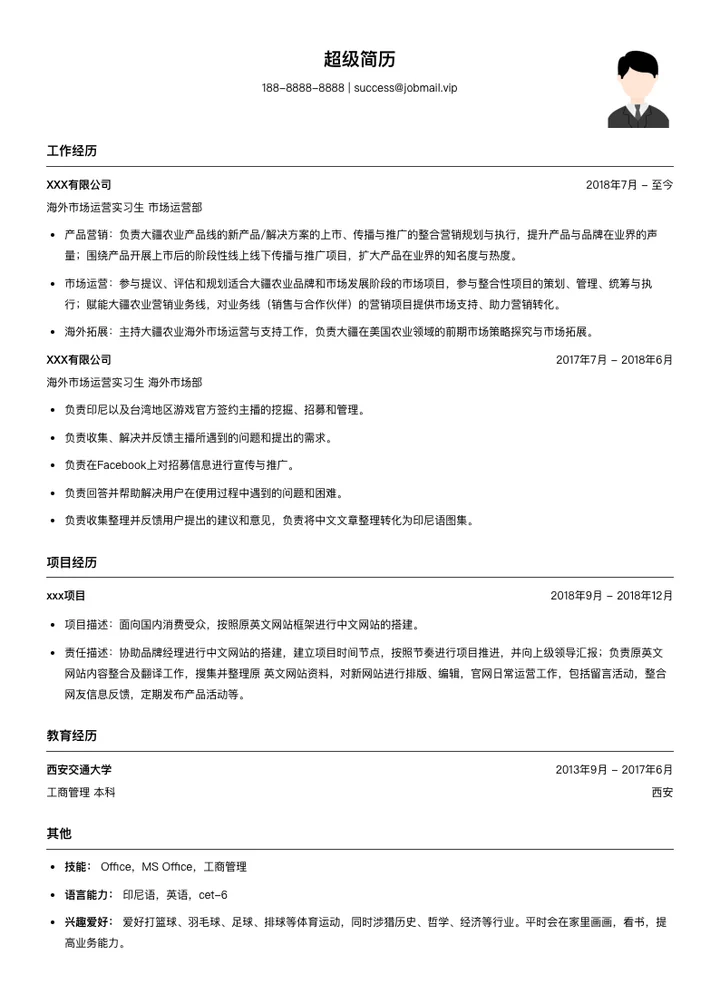 超级简历
188-8888-8888 | success@jobmail.vip
工作经历
XXX有限公司 2018年7月 - 至今
海外市场运营实习生 市场运营部
• 产品营销：负责大疆农业产品线的新产品/解决方案的上市、传播与推广的整合营销规划与执行，提升产品与品牌在业界的声
量；围绕产品开展上市后的阶段性线上线下传播与推广项目，扩大产品在业界的知名度与热度。
• 市场运营：参与提议、评估和规划适合大疆农业品牌和市场发展阶段的市场项目，参与整合性项目的策划、管理、统筹与执
行；赋能大疆农业营销业务线，对业务线（销售与合作伙伴）的营销项目提供市场支持、助力营销转化。
• 海外拓展：主持大疆农业海外市场运营与支持工作，负责大疆在美国农业领域的前期市场策略探究与市场拓展。
XXX有限公司 2017年7月 - 2018年6月
海外市场运营实习生 海外市场部
• 负责印尼以及台湾地区游戏官方签约主播的挖掘、招募和管理。
• 负责收集、解决并反馈主播所遇到的问题和提出的需求。
• 负责在Facebook上对招募信息进行宣传与推广。
• 负责回答并帮助解决用户在使用过程中遇到的问题和困难。
• 负责收集整理并反馈用户提出的建议和意见，负责将中文文章整理转化为印尼语图集。
项目经历
xxx项目 2018年9月 - 2018年12月
• 项目描述：面向国内消费受众，按照原英文网站框架进行中文网站的搭建。
• 责任描述：协助品牌经理进行中文网站的搭建，建立项目时间节点，按照节奏进行项目推进，并向上级领导汇报；负责原英文
网站内容整合及翻译工作，搜集并整理原 英文网站资料，对新网站进行排版、编辑，官网日常运营工作，包括留言活动，整合
网友信息反馈，定期发布产品活动等。
教育经历
西安交通大学 2013年9月 - 2017年6月
工商管理 本科 西安
其他
• 技能： Office，MS Office，工商管理
• 语言能力： 印尼语，英语，cet-6
• 兴趣爱好： 爱好打篮球、羽毛球、足球、排球等体育运动，同时涉猎历史、哲学、经济等行业。平时会在家里画画，看书，提
高业务能力。